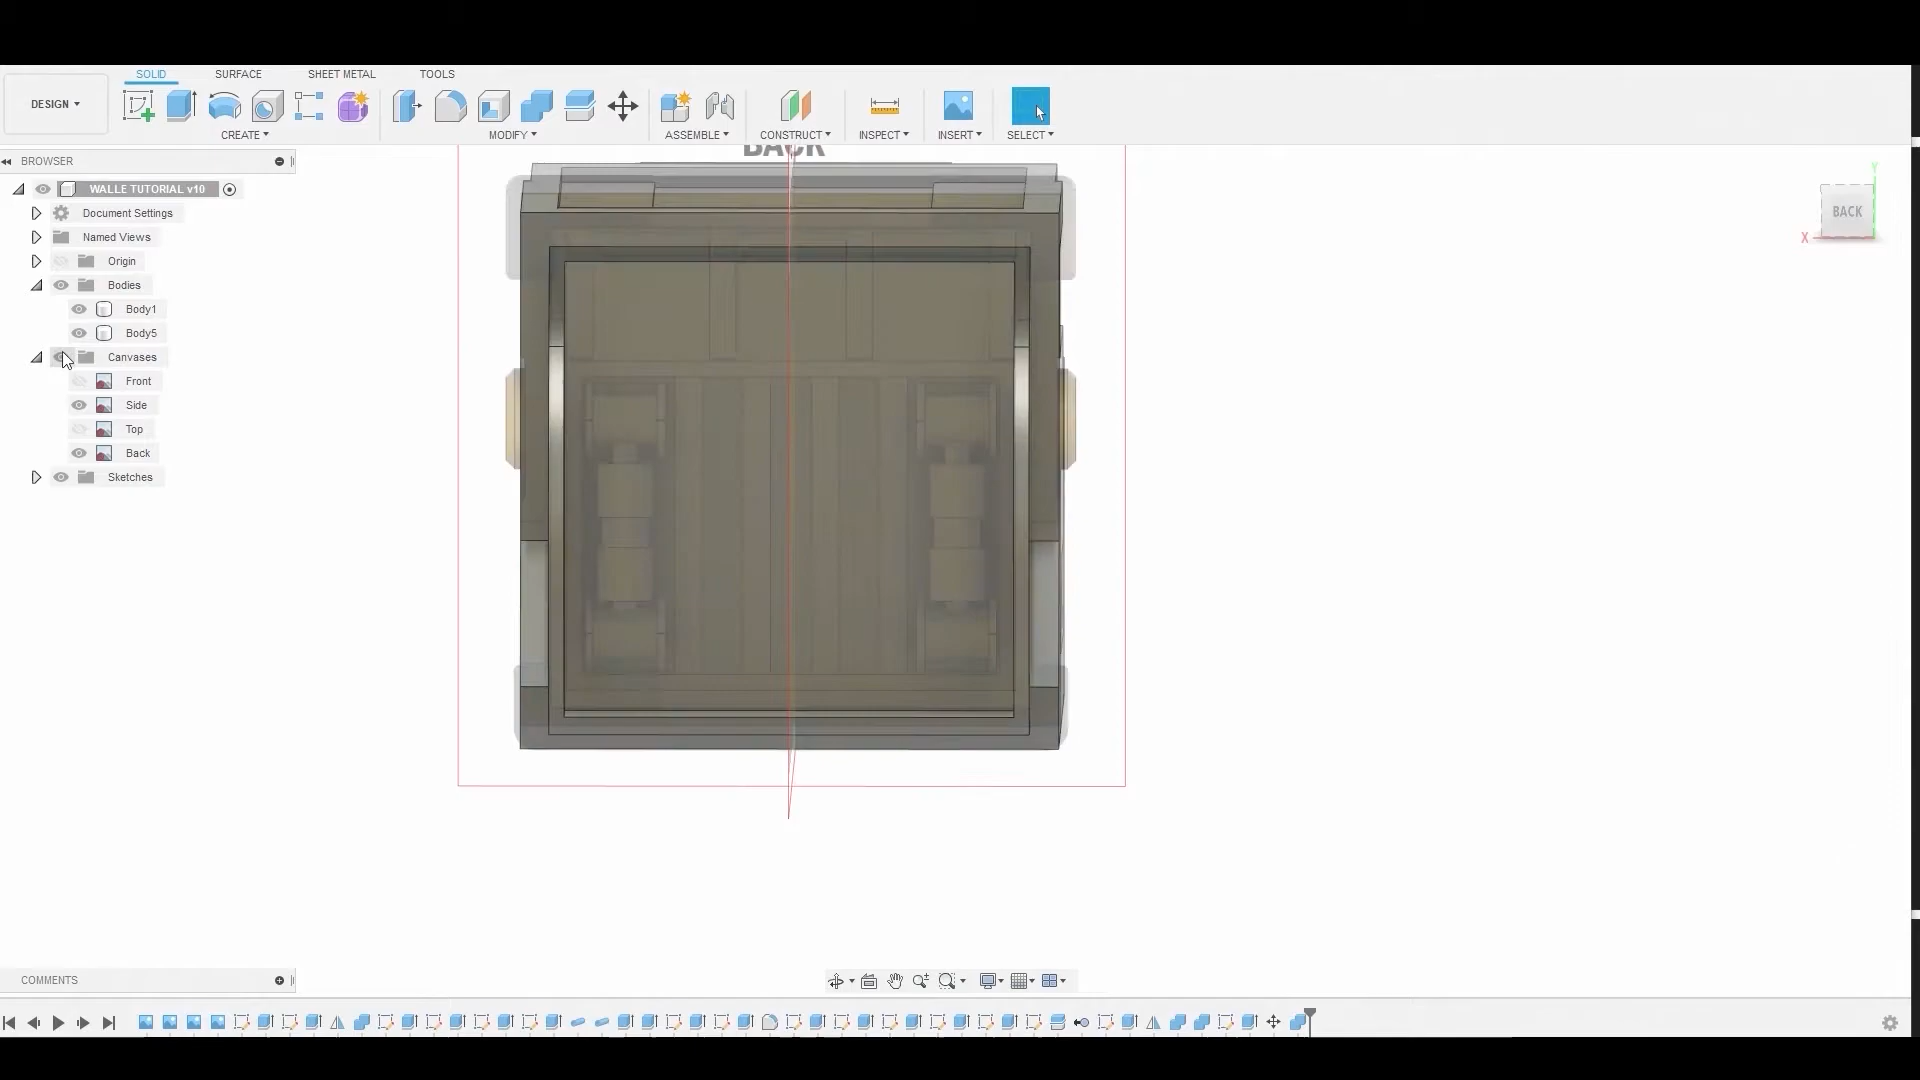 SOLID SURFACE SHEET METAL TOOLS
DESIGN
CREATE MODIFY ASSEMBLE CONSTRUCT INSPECT INSERT SELECT
BROWSER
WALLE TUTORIAL v10
Document Settings
Named Views
Origin
Bodies
Body1
Body5
Canvases
Front
Side
Top
Back
Sketches
BACK
Y
BACK
X
COMMENTS